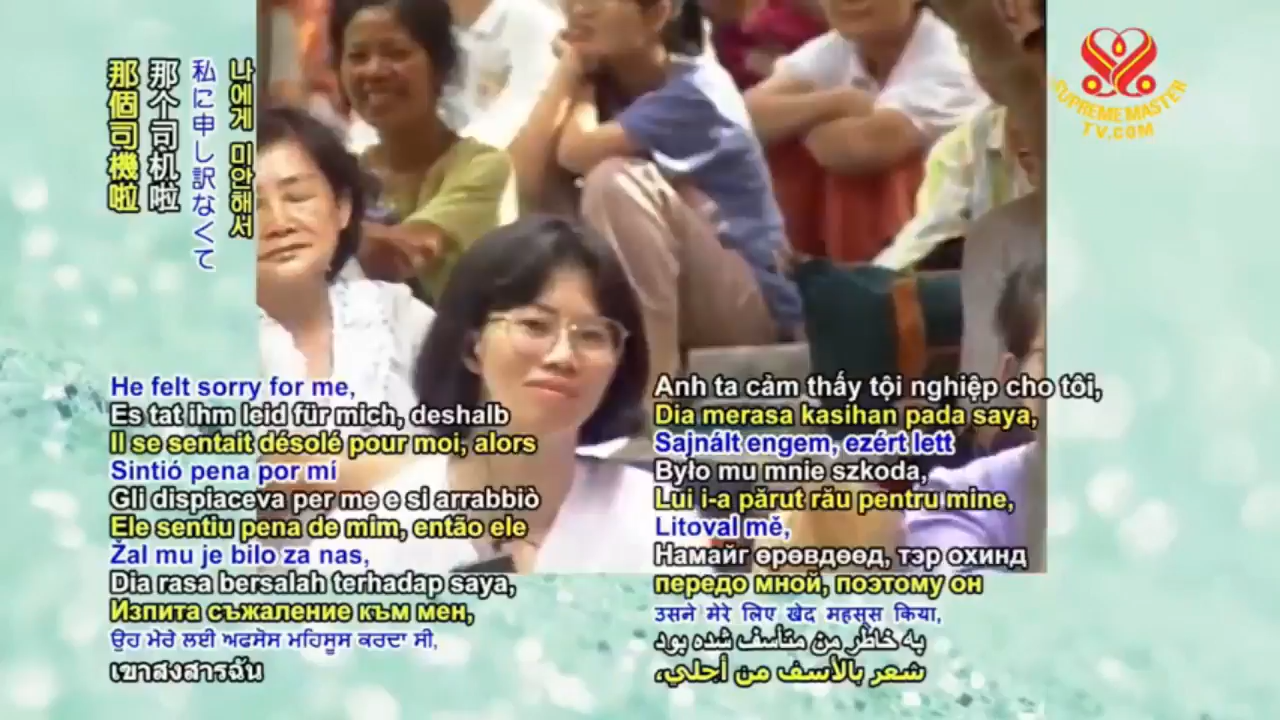 那個司機啦
那个司机啦
私に申し訳なくて
나에게 미안해서
SUPREME MASTER
TV.COM
He felt sorry for me,
Es tat ihm leid für mich, deshalb
Il se sentait désolé pour moi, alors
Sintió pena por mí
Gli dispiaceva per me e si arrabbiò
Ele sentiu pena de mim, então ele
Žal mu je bilo za nas,
Dia rasa bersalah terhadap saya,
Изпита съжаление към мен,
ਉਹ ਮੇਰੇ ਲਈ ਅਫਸੋਸ ਮਹਿਸੂਸ ਕਰਦਾ ਸੀ,
เขาสงสารฉัน
Anh ta cảm thấy tội nghiệp cho tôi,
Dia merasa kasihan pada saya,
Sajnált engem, ezért lett
Było mu mnie szkoda,
Lui i-a părut rău pentru mine,
Litoval mě,
Намайг өрөвдөөд, тэр охинд
передо мной, поэтому он
उसने मेरे लिए खेद महसूस किया,
به خاطر من متأسف شده بود
شعر بالأسف من أجلي،